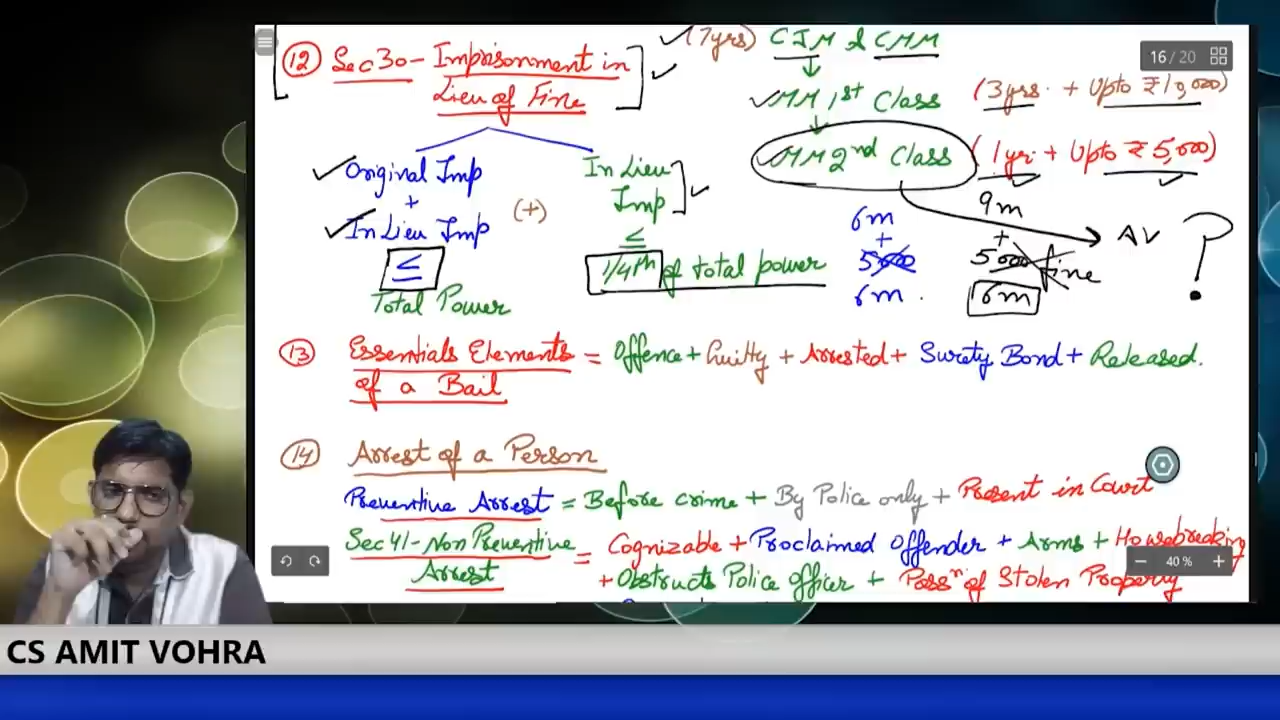 16 / 20
(12) Sec 30 - Imprisonment in
Lieu of Fine
(7yrs) CJM & CMM
MM 1st Class (3yrs. + Upto ₹10,000)
MM 2nd Class (1yr + Upto ₹5,000)
Original Imp
+
In Lieu Imp
≤
Total Power
(+)
In Lieu
Imp
≤
1/4th of total power
6m
+
5000
6m
9m
+
5000 fine
6m
AV ?
(13) Essentials Elements
of a Bail
= Offence + Guilty + Arrested + Surety Bond + Released.
(14) Arrest of a Person
Preventive Arrest = Before crime + By Police only + Present in Court
Sec 41 - Non Preventive
Arrest
= Cognizable + Proclaimed Offender + Arms + Housebreaking
+ Obstructs Police officer + Possⁿ of Stolen Property
40 %
CS AMIT VOHRA